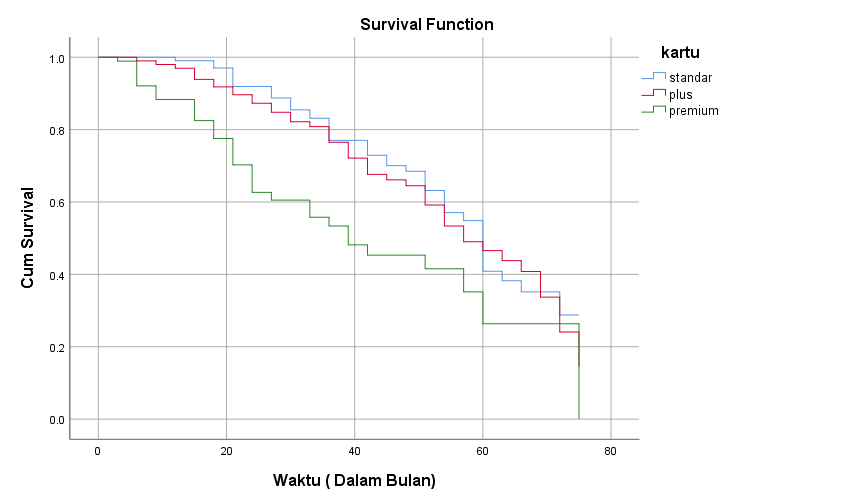 Survival Function
kartu
standar
plus
premium
Cum Survival
1.0
0.8
0.6
0.4
0.2
0.0
0 20 40 60 80
Waktu ( Dalam Bulan)